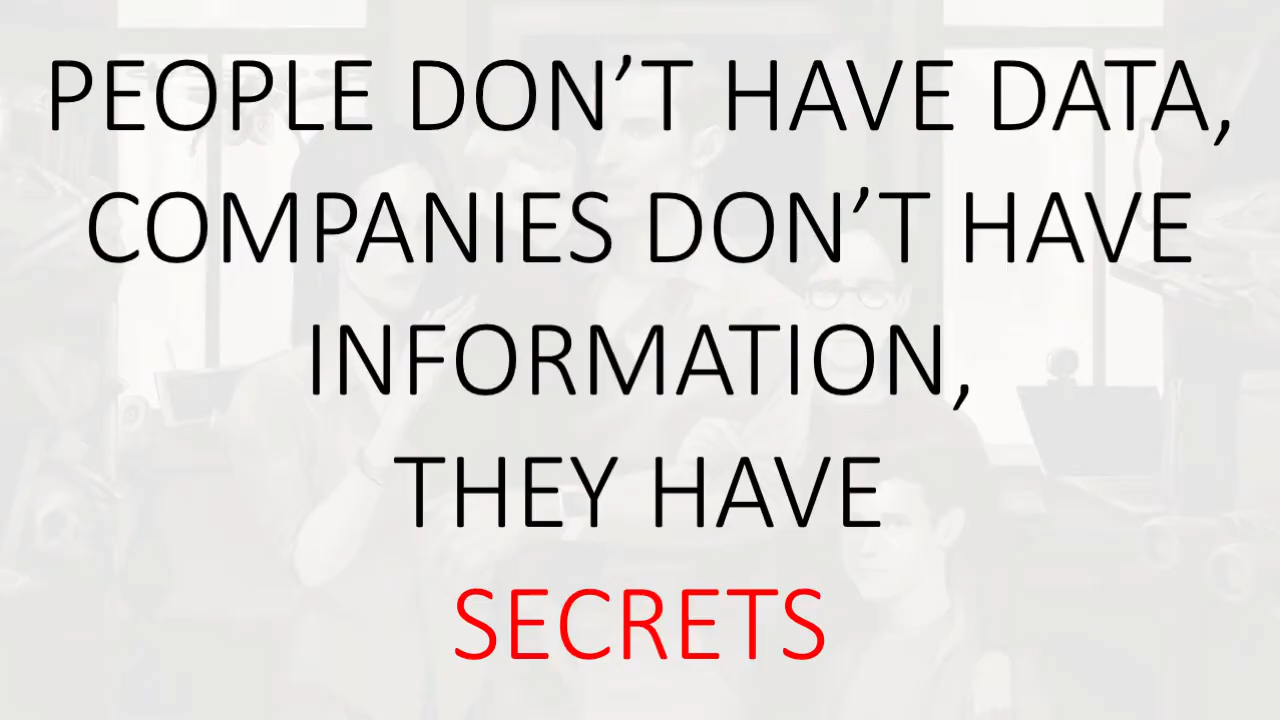 PEOPLE DON’T HAVE DATA,
COMPANIES DON’T HAVE
INFORMATION,
THEY HAVE
SECRETS